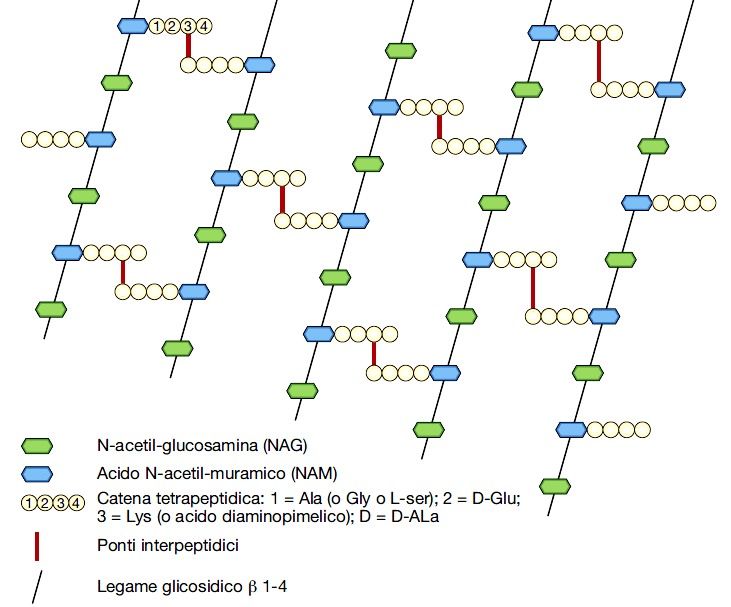 1234
N-acetil-glucosamina (NAG)
Acido N-acetil-muramico (NAM)
1234
Catena tetrapeptidica: 1 = Ala (o Gly o L-ser); 2 = D-Glu;
3 = Lys (o acido diaminopimelico); D = D-ALa
Ponti interpeptidici
Legame glicosidico β 1-4